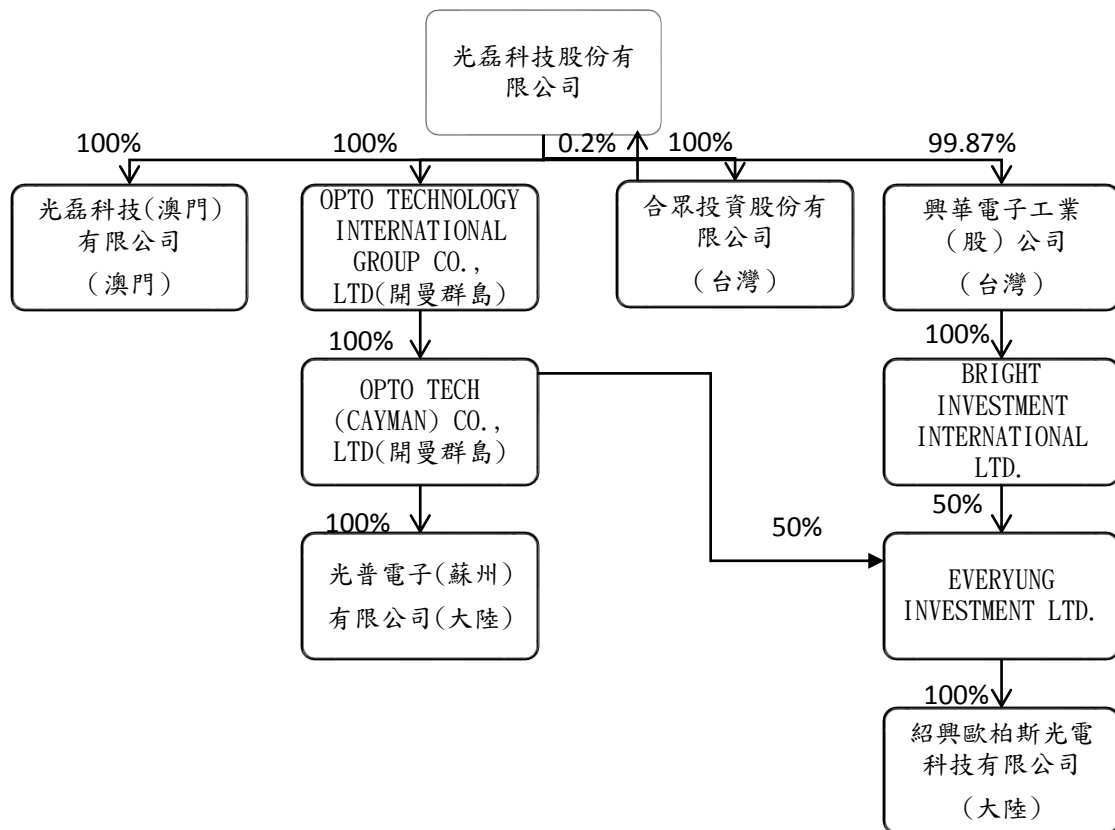 光磊科技股份有
限公司
100%
100%
0.2%
100%
99.87%
光磊科技(澳門)
有限公司
(澳門)
OPTO TECHNOLOGY
INTERNATIONAL
GROUP CO.,
LTD(開曼群島)
合眾投資股份有
限公司
(台灣)
興華電子工業
(股)公司
(台灣)
100%
100%
OPTO TECH
(CAYMAN) CO.,
LTD(開曼群島)
BRIGHT
INVESTMENT
INTERNATIONAL
LTD.
100%
50%
50%
光普電子(蘇州)
有限公司(大陸)
EVERYUNG
INVESTMENT LTD.
100%
紹興歐柏斯光電
科技有限公司
(大陸)